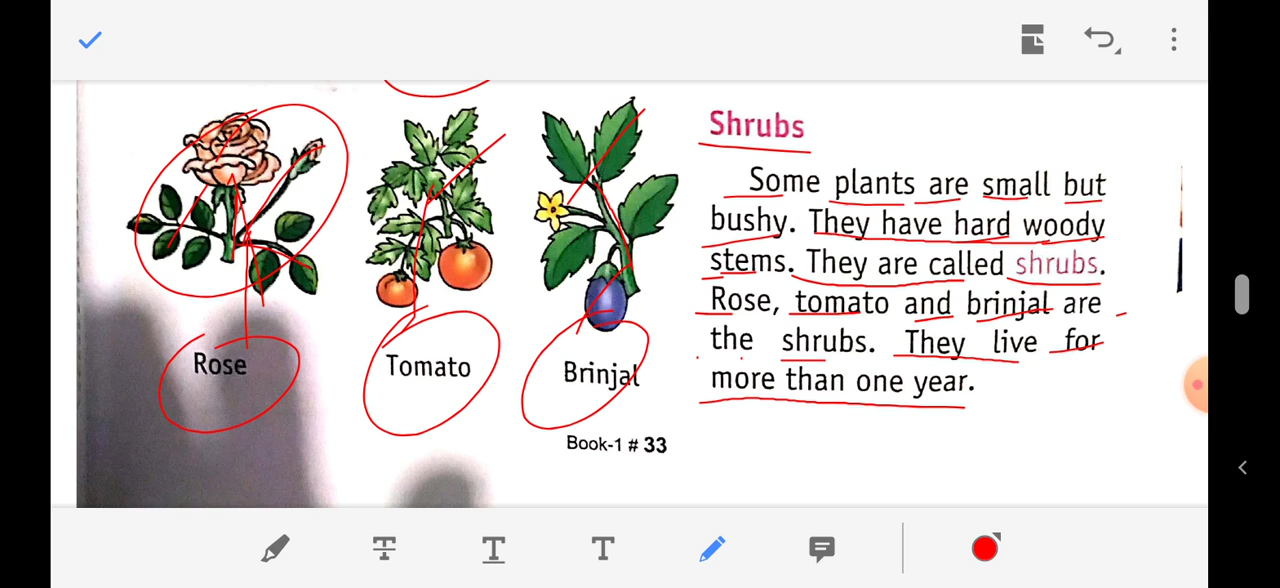 Shrubs
Some plants are small but
bushy. They have hard woody
stems. They are called shrubs.
Rose, tomato and brinjal are
the shrubs. They live for
more than one year.
Rose
Tomato
Brinjal
Book-1 # 33